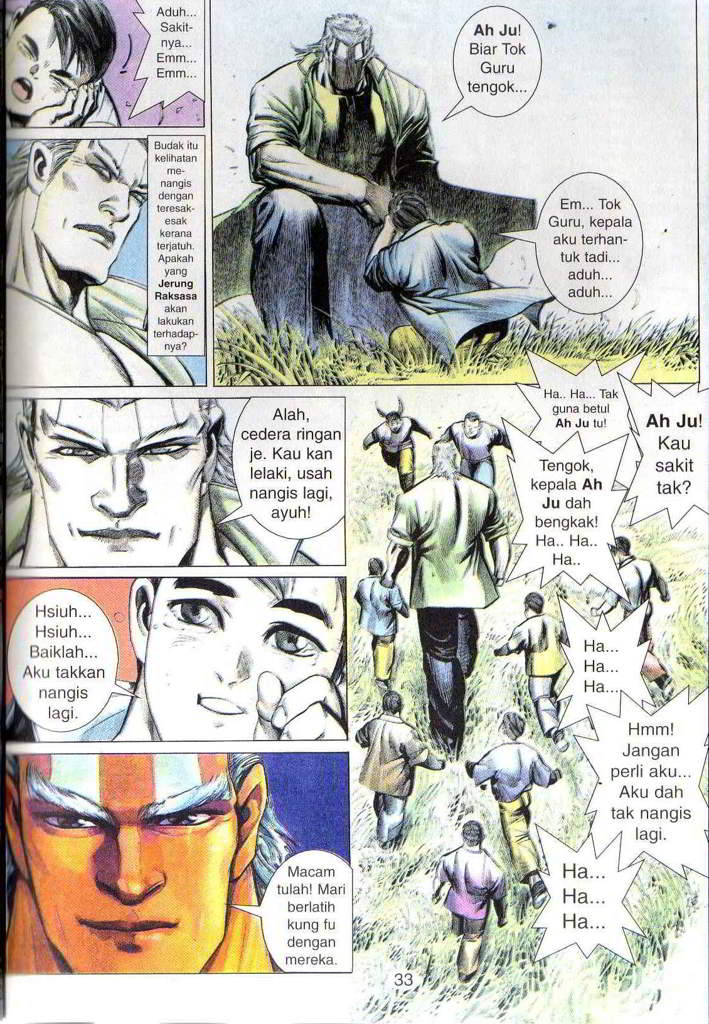 Aduh...
Sakit-
nya...
Emm...
Emm...
Ah Ju!
Biar Tok
Guru
tengok...
Budak itu
kelihatan
me-
nangis
dengan
teresak-
esak
kerana
terjatuh.
Apakah
yang
Jerung
Raksasa
akan
lakukan
terhadap-
nya?
Em... Tok
Guru, kepala
aku terhan-
tuk tadi...
aduh...
aduh...
Alah,
cedera ringan
je. Kau kan
lelaki, usah
nangis lagi,
ayuh!
Ha.. Ha... Tak
guna betul
Ah Ju tu!
Ah Ju!
Kau
sakit
tak?
Tengok,
kepala Ah
Ju dah
bengkak!
Ha.. Ha..
Ha..
Hsiuh...
Hsiuh...
Baiklah...
Aku takkan
nangis
lagi.
Ha...
Ha...
Ha...
Hmm!
Jangan
perli aku...
Aku dah
tak nangis
lagi.
Macam
tulah! Mari
berlatih
kung fu
dengan
mereka.
Ha...
Ha...
Ha...
33